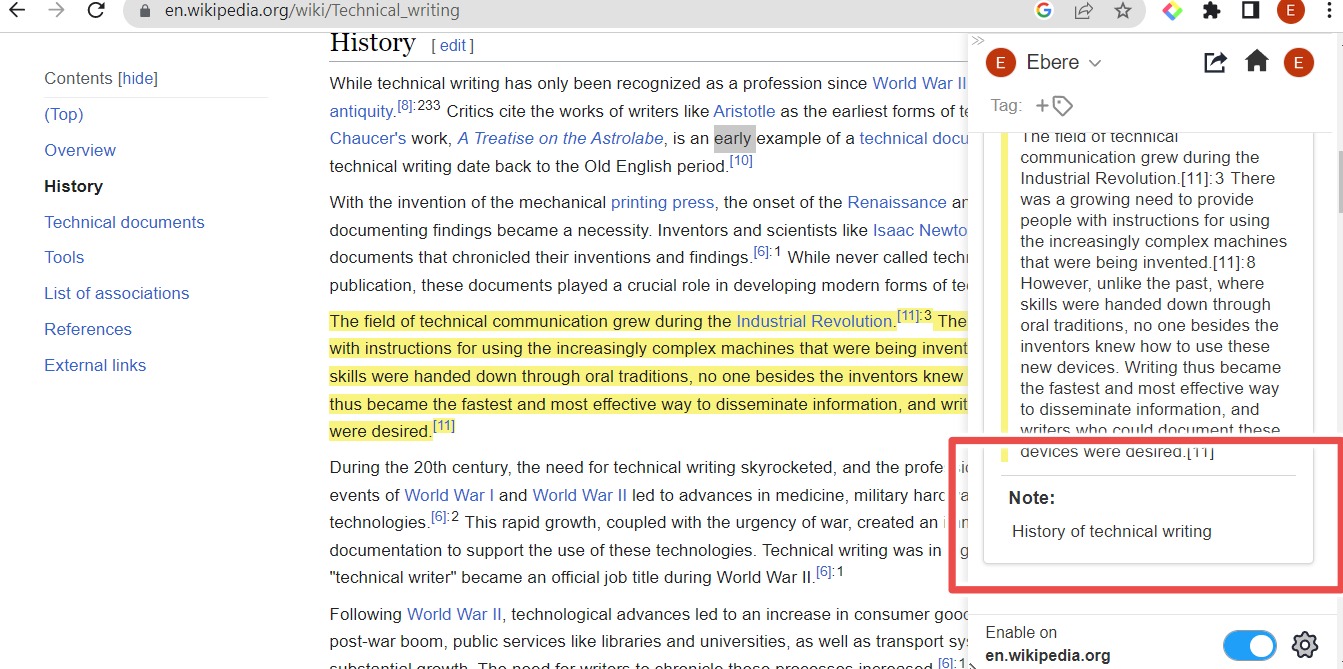 en.wikipedia.org/wiki/Technical_writing
E
History [ edit ]
Contents [hide]
(Top)
Overview
History
Technical documents
Tools
List of associations
References
External links
While technical writing has only been recognized as a profession since World War II
antiquity.[8]:233 Critics cite the works of writers like Aristotle as the earliest forms of te
Chaucer's work, A Treatise on the Astrolabe, is an early example of a technical docu
technical writing date back to the Old English period.[10]
With the invention of the mechanical printing press, the onset of the Renaissance an
documenting findings became a necessity. Inventors and scientists like Isaac Newto
documents that chronicled their inventions and findings.[6]:1 While never called tech
publication, these documents played a crucial role in developing modern forms of te
The field of technical communication grew during the Industrial Revolution.[11]:3 The
with instructions for using the increasingly complex machines that were being invent
skills were handed down through oral traditions, no one besides the inventors knew
thus became the fastest and most effective way to disseminate information, and writ
were desired.[11]
During the 20th century, the need for technical writing skyrocketed, and the profe
events of World War I and World War II led to advances in medicine, military hard
technologies.[6]:2 This rapid growth, coupled with the urgency of war, created an
documentation to support the use of these technologies. Technical writing was in
"technical writer" became an official job title during World War II.[6]:1
Following World War II, technological advances led to an increase in consumer good
post-war boom, public services like libraries and universities, as well as transport sy
substantial growth. The need for writers to chronicle these processes increased.[6]:1
E Ebere E
Tag: +
The field of technical
communication grew during the
Industrial Revolution.[11]:3 There
was a growing need to provide
people with instructions for using
the increasingly complex machines
that were being invented.[11]:8
However, unlike the past, where
skills were handed down through
oral traditions, no one besides the
inventors knew how to use these
new devices. Writing thus became
the fastest and most effective way
to disseminate information, and
writers who could document these
devices were desired.[11]
Note:
History of technical writing
Enable on
en.wikipedia.org